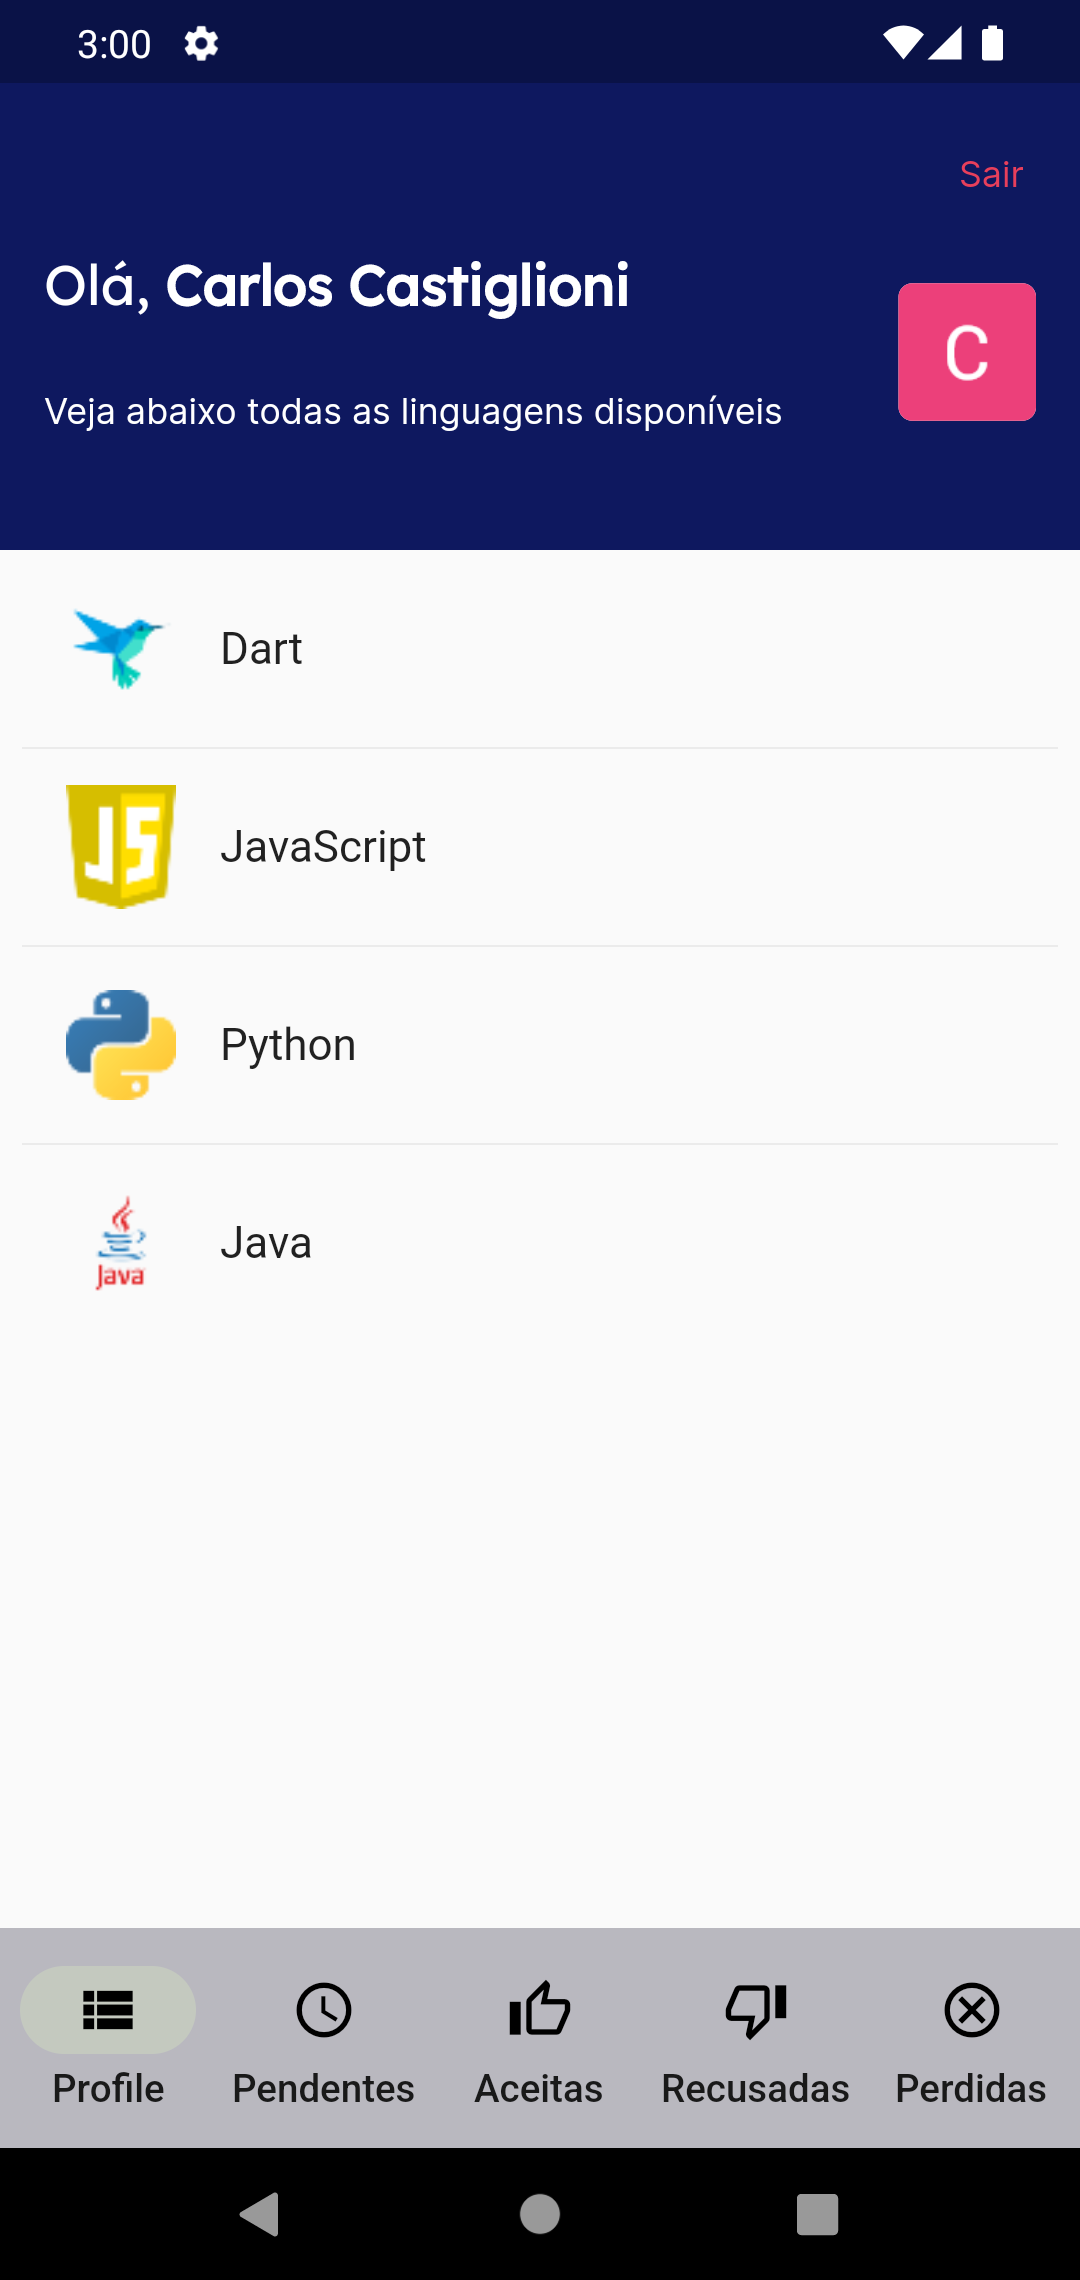 3:00
Sair
Olá, Carlos Castiglioni
C
Veja abaixo todas as linguagens disponíveis
Dart
JS
JavaScript
Python
Java
Java
Profile
Pendentes
Aceitas
Recusadas
Perdidas